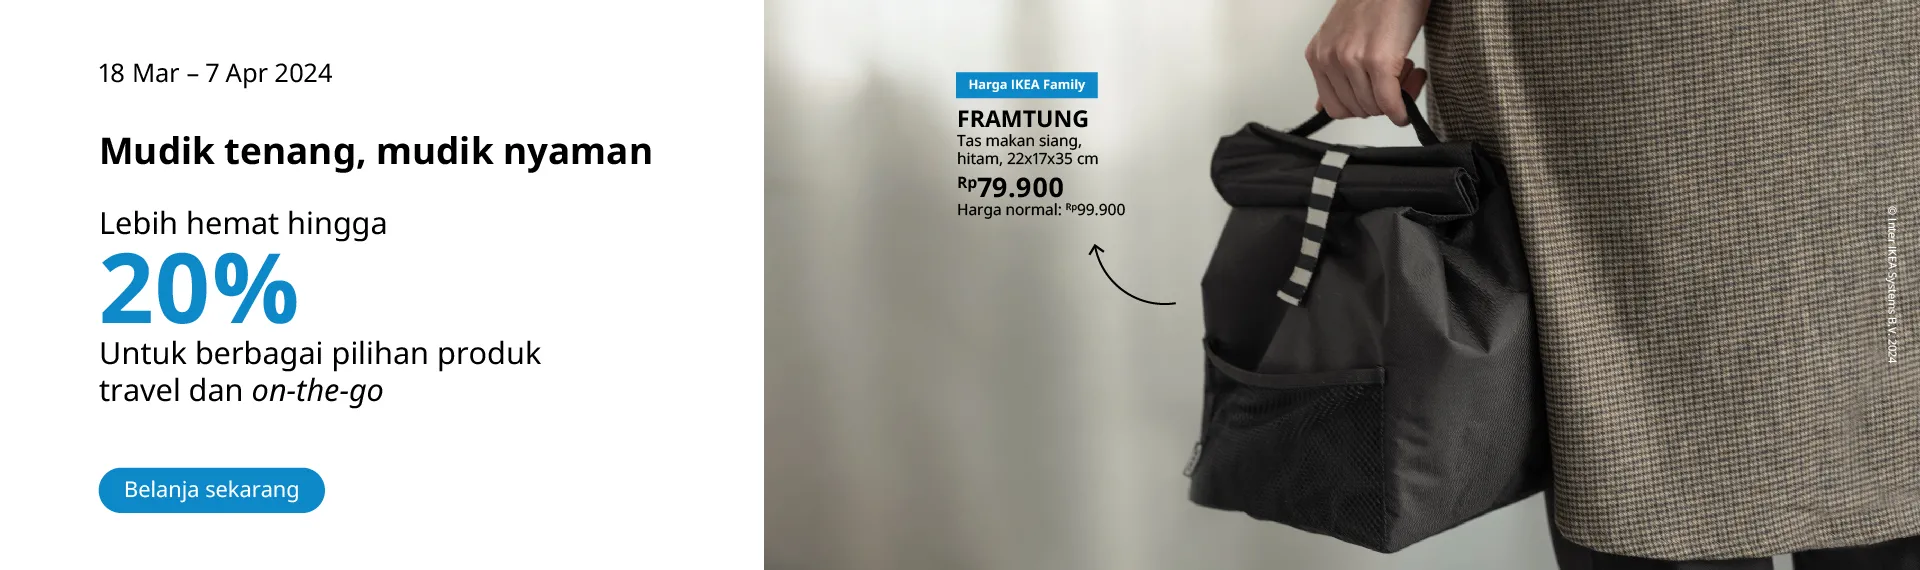 18 Mar – 7 Apr 2024
Mudik tenang, mudik nyaman
Lebih hemat hingga
20%
Untuk berbagai pilihan produk
travel dan on-the-go
Belanja sekarang
Harga IKEA Family
FRAMTUNG
Tas makan siang,
hitam, 22x17x35 cm
Rp79.900
Harga normal: Rp99.900
© Inter IKEA Systems B.V. 2024